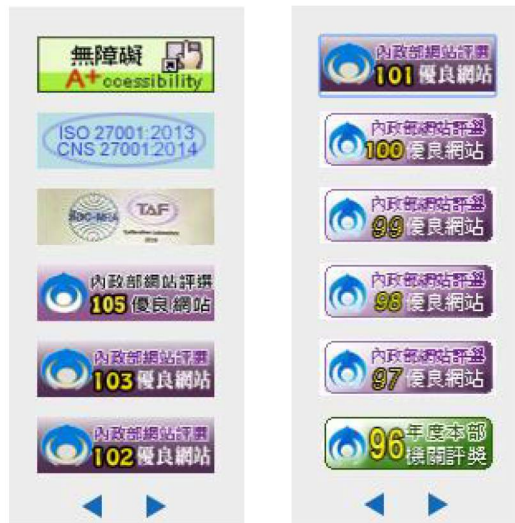 無障礙
A+ccessibility
ISO 27001:2013
CNS 27001:2014
TAF
內政部網站評選
105 優良網站
內政部網站評選
103 優良網站
內政部網站評選
102 優良網站
內政部網站評選
101 優良網站
內政部網站評選
100 優良網站
內政部網站評選
99 優良網站
內政部網站評選
98 優良網站
內政部網站評選
97 優良網站
96 年度本部
機關評獎